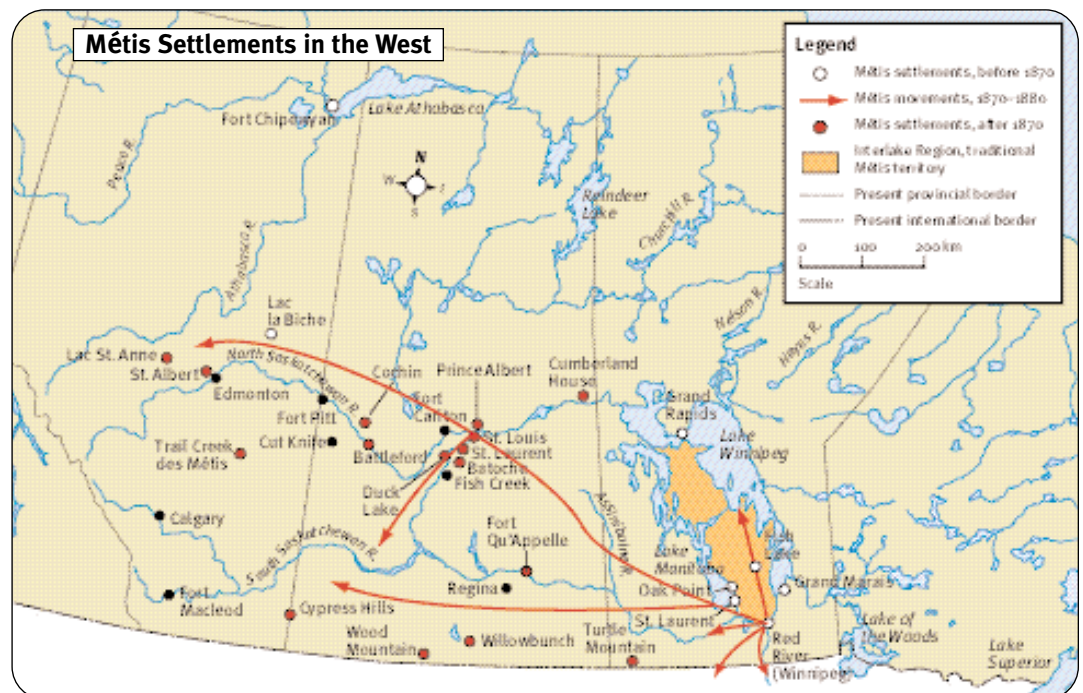 Métis Settlements in the West
Legend
Métis settlements, before 1870
Métis movements, 1870–1880
Métis settlements, after 1870
Interlake Region, traditional
Métis territory
Present provincial border
Present international border
0 100 200 km
Scale
N
W
S
Lake Athabasca
Fort Chipewyan
Peace R.
Athabasca R.
Reindeer
Lake
Churchill R.
Nelson R.
Hayes R.
Lac
la Biche
Lac St. Anne
St. Albert
Edmonton
North Saskatchewan R.
Cochin
Prince Albert
Cumberland
House
Fort Pitt
Fort
Carlton
Grand
Rapids
Lake
Winnipeg
Cut Knife
St. Louis
St. Laurent
Batoche
Fish Creek
Trail Creek
des Métis
Battleford
Duck
Lake
Calgary
South Saskatchewan R.
Fort
Qu'Appelle
Assiniboine R.
Lake
Manitoba
Lake
Regina
Oak Point
Grand Marais
Fort
Macleod
Cypress Hills
St. Laurent
Lake of
the Woods
Wood
Mountain
Willowbunch
Turtle
Mountain
Red
River
(Winnipeg)
Lake
Superior